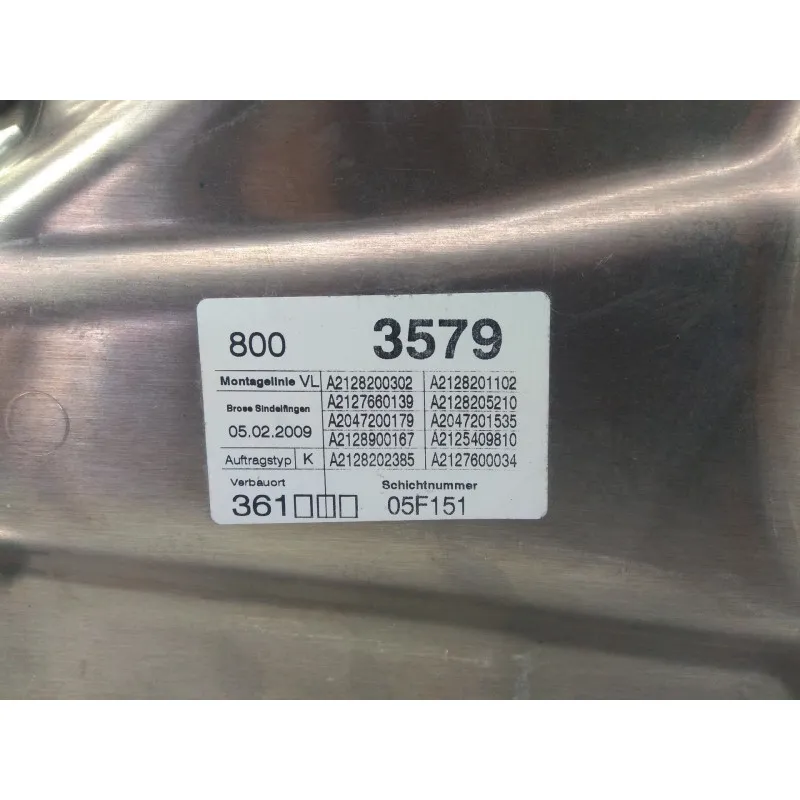 800 3579
Montagelinie VL A2128200302 A2128201102
A2127660139 A2128205210
Brose Sindelfingen
A2047200179 A2047201535
05.02.2009
A2128900167 A2125409810
Auftragstyp K A2128202385 A2127600034
Verbauort Schichtnummer
361□□□ 05F151